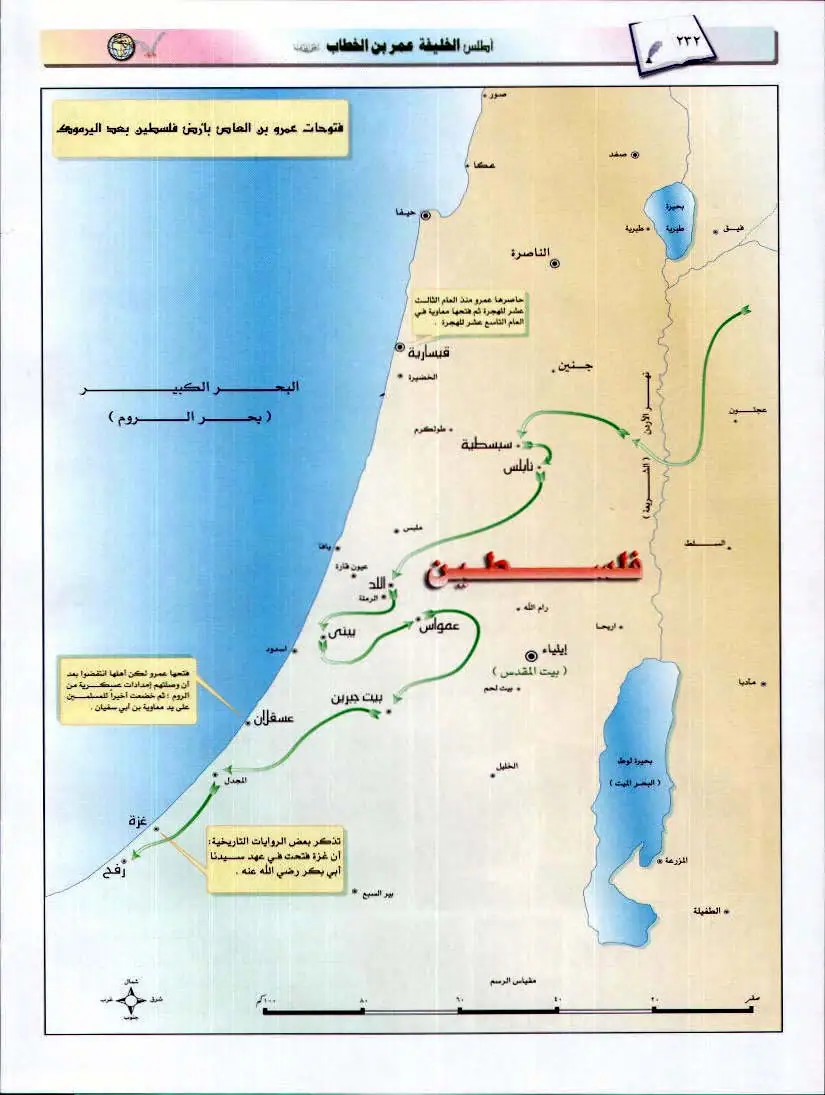 ٢٣٢
أطلس الخليفة عمر بن الخطاب
فتوحات عمرو بن العاص بأرض فلسطين بعد اليرموك
صور
عكا
صفد
حيفا
بحيرة
طبرية
طبرية
فيق
الناصرة
حاصرها عمرو منذ العام الثالث
عشر للهجرة ثم فتحها معاوية في
العام التاسع عشر للهجرة .
قيسارية
الخضيرة
جنين
البحر الكبير
( بحر الروم )
نهر الأردن
( الشريعة )
عجلون
طولكرم
سبسطية
نابلس
ملبس
يافا
السلط
عيون قارة
فلسطين
اللد
الرملة
رام الله
اريحا
عمواس
يبنى
إيلياء
( بيت المقدس )
اسدود
بيت لحم
مأدبا
فتحها عمرو لكن أهلها انتفضوا بعد
أن وصلتهم إمدادات عسكرية من
الروم ؛ ثم خضعت أخيراً للمسلمين
على يد معاوية بن أبي سفيان .
بيت جبرين
عسقلان
الخليل
بحيرة لوط
( البحر الميت )
المجدل
غزة
تذكر بعض الروايات التاريخية :
أن غزة فتحت في عهد سيدنا
أبي بكر رضي الله عنه .
رفح
المزرعة
بير السبع
الطفيلة
مقياس الرسم
شمال
شرق
غرب
جنوب
صفر ٢٠ ٤٠ ٦٠ ٨٠ ١٠٠كم